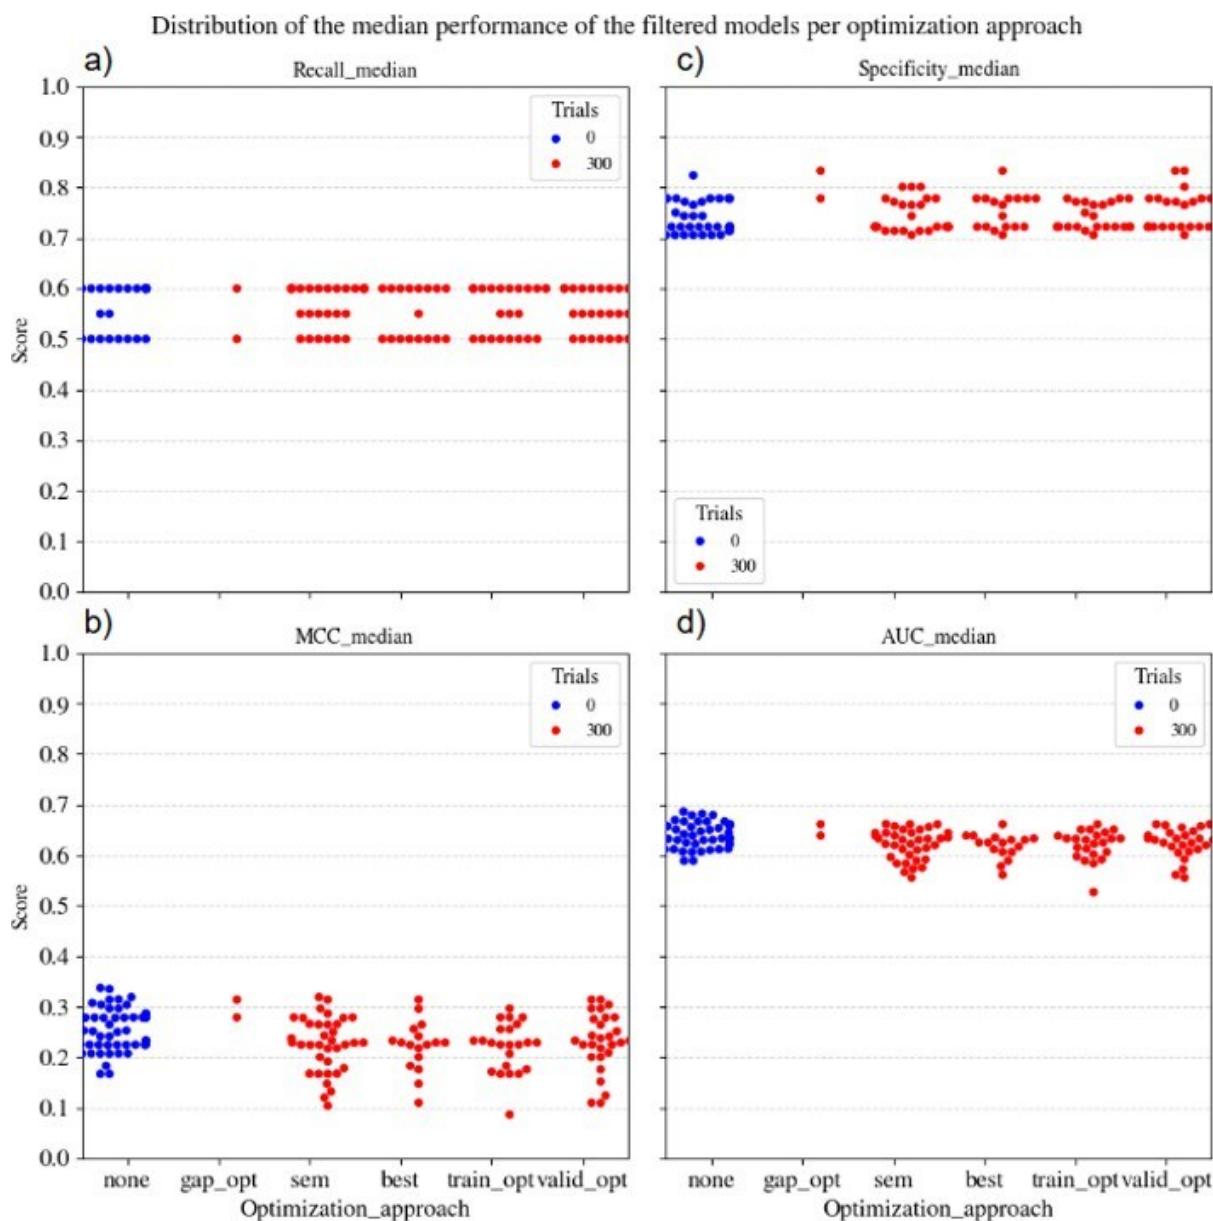 Distribution of the median performance of the filtered models per optimization approach
a)
Recall_median
1.0
0.9
0.8
0.7
0.6
0.5
0.4
0.3
0.2
0.1
0.0
Score
Trials
0
300
c)
Specificity_median
Trials
0
300
b)
MCC_median
1.0
0.9
0.8
0.7
0.6
0.5
0.4
0.3
0.2
0.1
0.0
Score
Trials
0
300
none gap_opt sem best train_opt valid_opt
Optimization_approach
d)
AUC_median
Trials
0
300
none gap_opt sem best train_opt valid_opt
Optimization_approach